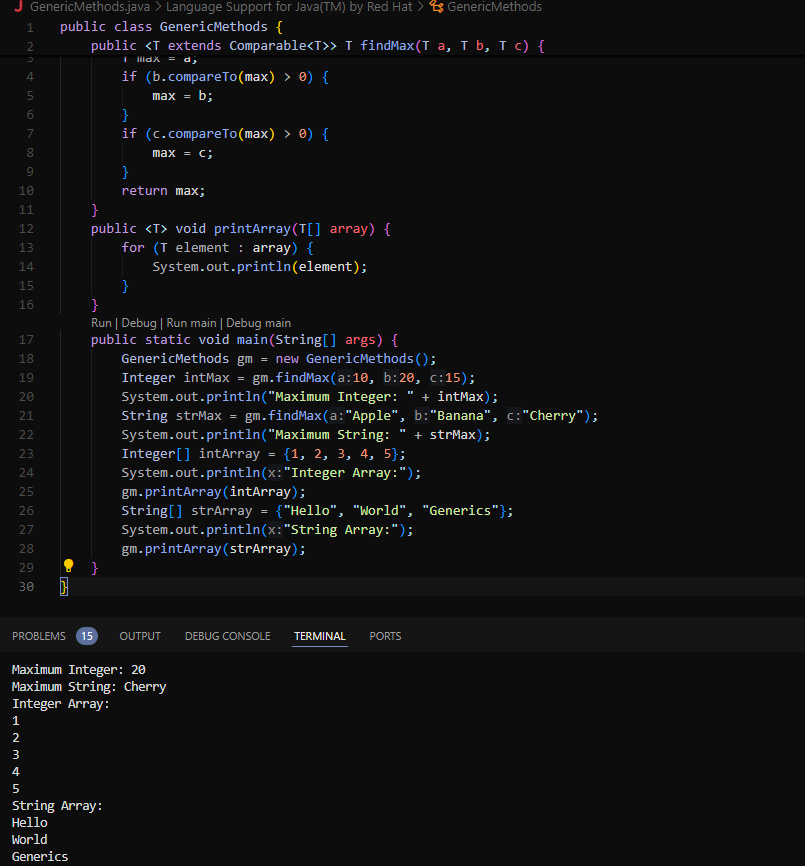 GenericMethods.java > Language Support for Java(TM) by Red Hat > GenericMethods
1 public class GenericMethods {
2     public <T extends Comparable<T>> T findMax(T a, T b, T c) {
3         T max = a;
4         if (b.compareTo(max) > 0) {
5             max = b;
6         }
7         if (c.compareTo(max) > 0) {
8             max = c;
9         }
10         return max;
11     }
12     public <T> void printArray(T[] array) {
13         for (T element : array) {
14             System.out.println(element);
15         }
16     }
Run | Debug | Run main | Debug main
17     public static void main(String[] args) {
18         GenericMethods gm = new GenericMethods();
19         Integer intMax = gm.findMax(a:10, b:20, c:15);
20         System.out.println("Maximum Integer: " + intMax);
21         String strMax = gm.findMax(a:"Apple", b:"Banana", c:"Cherry");
22         System.out.println("Maximum String: " + strMax);
23         Integer[] intArray = {1, 2, 3, 4, 5};
24         System.out.println(x:"Integer Array:");
25         gm.printArray(intArray);
26         String[] strArray = {"Hello", "World", "Generics"};
27         System.out.println(x:"String Array:");
28         gm.printArray(strArray);
29     }
30 }
PROBLEMS 15 OUTPUT DEBUG CONSOLE TERMINAL PORTS
Maximum Integer: 20
Maximum String: Cherry
Integer Array:
1
2
3
4
5
String Array:
Hello
World
Generics